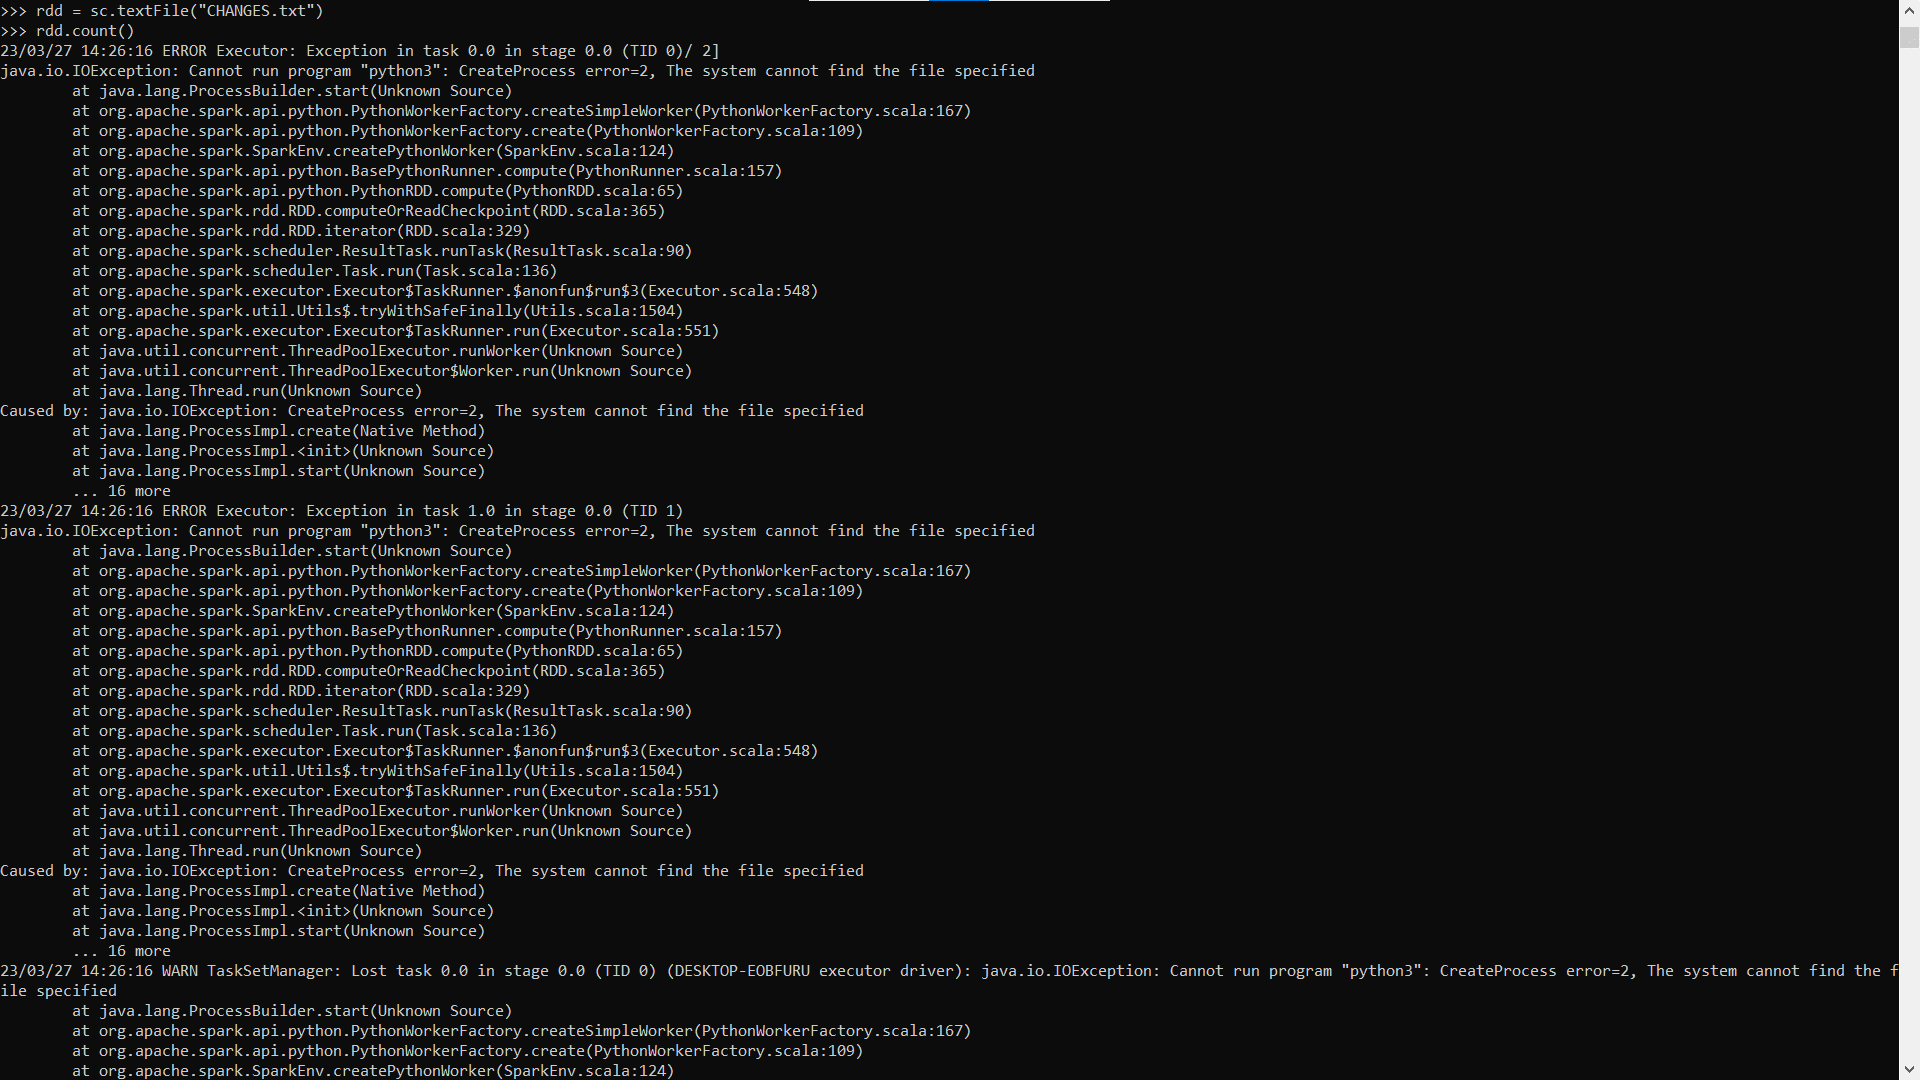 >>> rdd = sc.textFile("CHANGES.txt")
>>> rdd.count()
23/03/27 14:26:16 ERROR Executor: Exception in task 0.0 in stage 0.0 (TID 0)/ 2]
java.io.IOException: Cannot run program "python3": CreateProcess error=2, The system cannot find the file specified
        at java.lang.ProcessBuilder.start(Unknown Source)
        at org.apache.spark.api.python.PythonWorkerFactory.createSimpleWorker(PythonWorkerFactory.scala:167)
        at org.apache.spark.api.python.PythonWorkerFactory.create(PythonWorkerFactory.scala:109)
        at org.apache.spark.SparkEnv.createPythonWorker(SparkEnv.scala:124)
        at org.apache.spark.api.python.BasePythonRunner.compute(PythonRunner.scala:157)
        at org.apache.spark.api.python.PythonRDD.compute(PythonRDD.scala:65)
        at org.apache.spark.rdd.RDD.computeOrReadCheckpoint(RDD.scala:365)
        at org.apache.spark.rdd.RDD.iterator(RDD.scala:329)
        at org.apache.spark.scheduler.ResultTask.runTask(ResultTask.scala:90)
        at org.apache.spark.scheduler.Task.run(Task.scala:136)
        at org.apache.spark.executor.Executor$TaskRunner.$anonfun$run$3(Executor.scala:548)
        at org.apache.spark.util.Utils$.tryWithSafeFinally(Utils.scala:1504)
        at org.apache.spark.executor.Executor$TaskRunner.run(Executor.scala:551)
        at java.util.concurrent.ThreadPoolExecutor.runWorker(Unknown Source)
        at java.util.concurrent.ThreadPoolExecutor$Worker.run(Unknown Source)
        at java.lang.Thread.run(Unknown Source)
Caused by: java.io.IOException: CreateProcess error=2, The system cannot find the file specified
        at java.lang.ProcessImpl.create(Native Method)
        at java.lang.ProcessImpl.<init>(Unknown Source)
        at java.lang.ProcessImpl.start(Unknown Source)
        ... 16 more
23/03/27 14:26:16 ERROR Executor: Exception in task 1.0 in stage 0.0 (TID 1)
java.io.IOException: Cannot run program "python3": CreateProcess error=2, The system cannot find the file specified
        at java.lang.ProcessBuilder.start(Unknown Source)
        at org.apache.spark.api.python.PythonWorkerFactory.createSimpleWorker(PythonWorkerFactory.scala:167)
        at org.apache.spark.api.python.PythonWorkerFactory.create(PythonWorkerFactory.scala:109)
        at org.apache.spark.SparkEnv.createPythonWorker(SparkEnv.scala:124)
        at org.apache.spark.api.python.BasePythonRunner.compute(PythonRunner.scala:157)
        at org.apache.spark.api.python.PythonRDD.compute(PythonRDD.scala:65)
        at org.apache.spark.rdd.RDD.computeOrReadCheckpoint(RDD.scala:365)
        at org.apache.spark.rdd.RDD.iterator(RDD.scala:329)
        at org.apache.spark.scheduler.ResultTask.runTask(ResultTask.scala:90)
        at org.apache.spark.scheduler.Task.run(Task.scala:136)
        at org.apache.spark.executor.Executor$TaskRunner.$anonfun$run$3(Executor.scala:548)
        at org.apache.spark.util.Utils$.tryWithSafeFinally(Utils.scala:1504)
        at org.apache.spark.executor.Executor$TaskRunner.run(Executor.scala:551)
        at java.util.concurrent.ThreadPoolExecutor.runWorker(Unknown Source)
        at java.util.concurrent.ThreadPoolExecutor$Worker.run(Unknown Source)
        at java.lang.Thread.run(Unknown Source)
Caused by: java.io.IOException: CreateProcess error=2, The system cannot find the file specified
        at java.lang.ProcessImpl.create(Native Method)
        at java.lang.ProcessImpl.<init>(Unknown Source)
        at java.lang.ProcessImpl.start(Unknown Source)
        ... 16 more
23/03/27 14:26:16 WARN TaskSetManager: Lost task 0.0 in stage 0.0 (TID 0) (DESKTOP-EOBFURU executor driver): java.io.IOException: Cannot run program "python3": CreateProcess error=2, The system cannot find the f
ile specified
        at java.lang.ProcessBuilder.start(Unknown Source)
        at org.apache.spark.api.python.PythonWorkerFactory.createSimpleWorker(PythonWorkerFactory.scala:167)
        at org.apache.spark.api.python.PythonWorkerFactory.create(PythonWorkerFactory.scala:109)
        at org.apache.spark.SparkEnv.createPythonWorker(SparkEnv.scala:124)